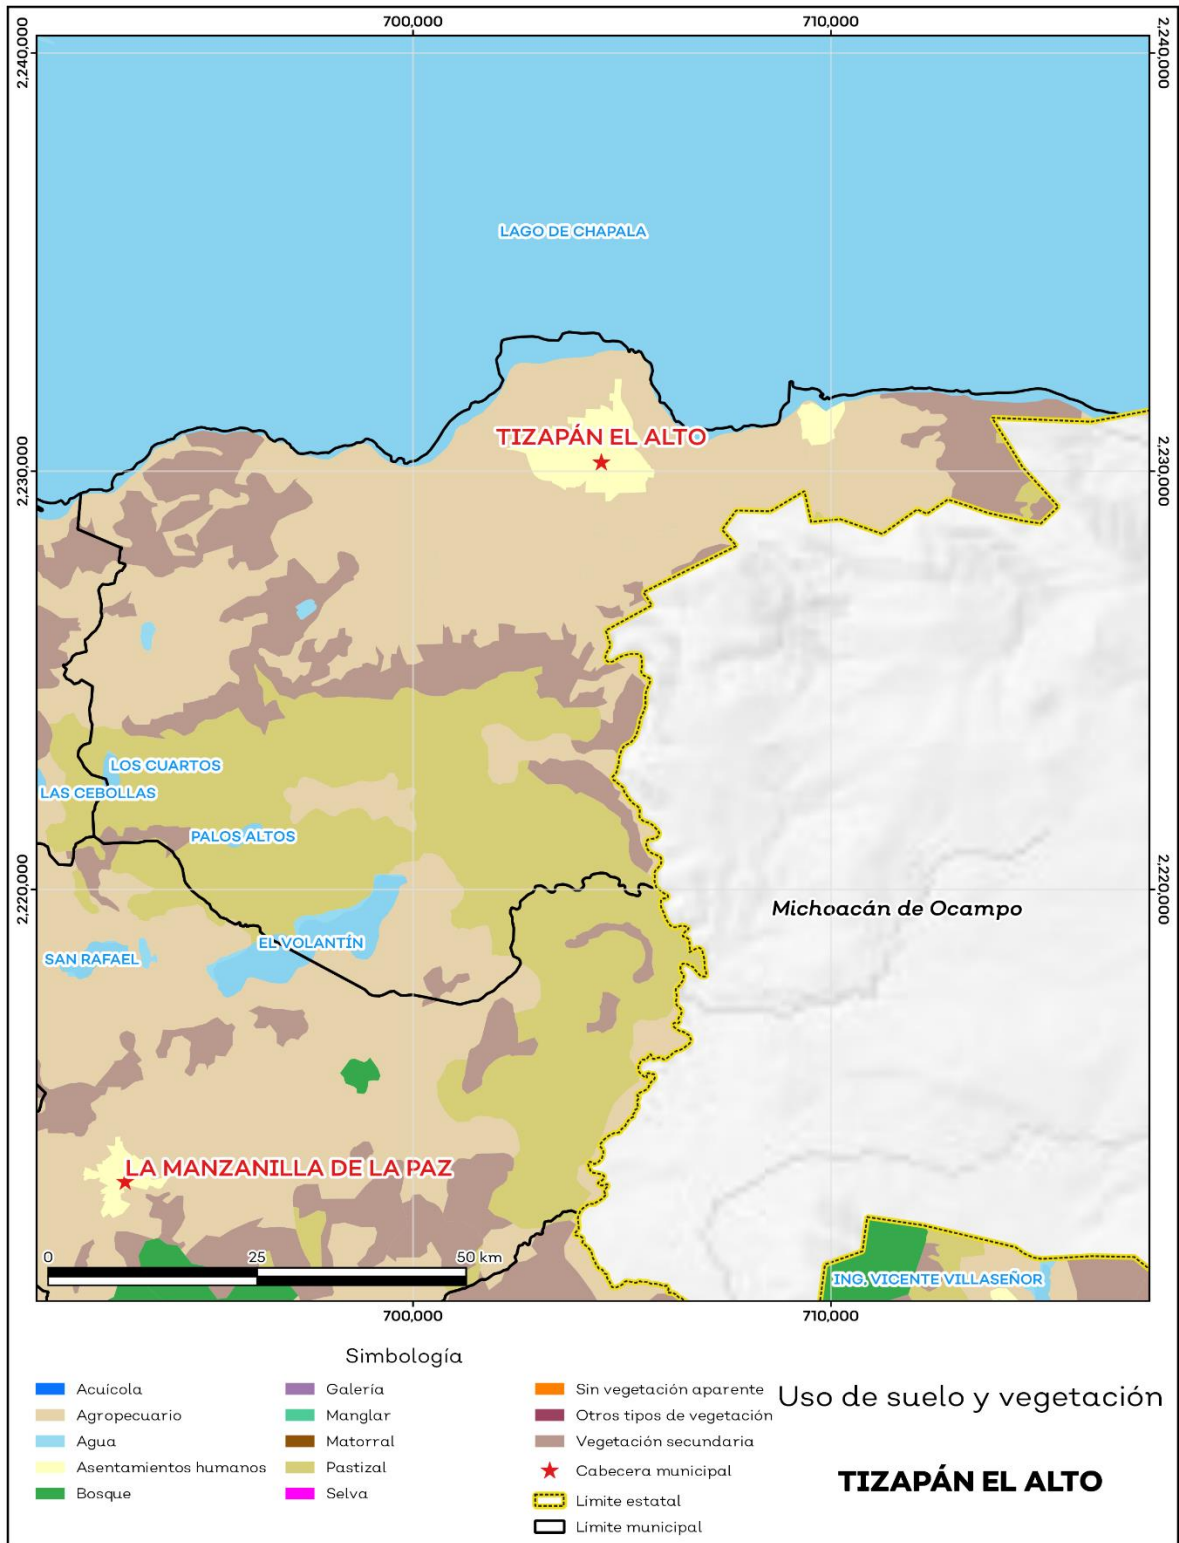 700,000
710,000
2,240,000
2,240,000
LAGO DE CHAPALA
TIZAPÁN EL ALTO
2,230,000
2,230,000
LOS CUARTOS
LAS CEBOLLAS
PALOS ALTOS
2,220,000
2,220,000
Michoacán de Ocampo
EL VOLANTÍN
SAN RAFAEL
LA MANZANILLA DE LA PAZ
0
25
50 km
ING. VICENTE VILLASEÑOR
700,000
710,000
Simbología
Acuícola
Agropecuario
Agua
Asentamientos humanos
Bosque
Galería
Manglar
Matorral
Pastizal
Selva
Sin vegetación aparente
Otros tipos de vegetación
Vegetación secundaria
Cabecera municipal
Límite estatal
Límite municipal
Uso de suelo y vegetación
TIZAPÁN EL ALTO